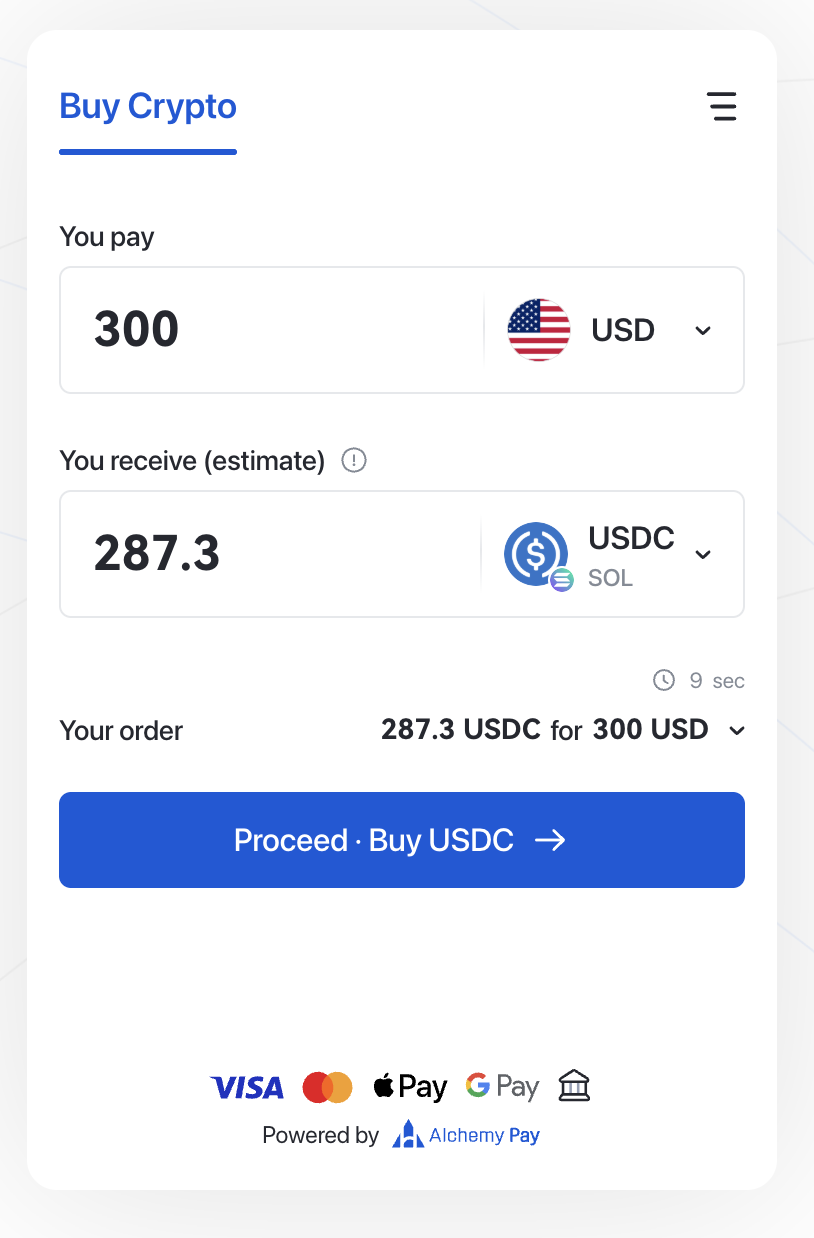 Buy Crypto
You pay
300 USD
You receive (estimate)
287.3 USDC
SOL
9 sec
Your order 287.3 USDC for 300 USD
Proceed · Buy USDC →
VISA Pay G Pay
Powered by Alchemy Pay